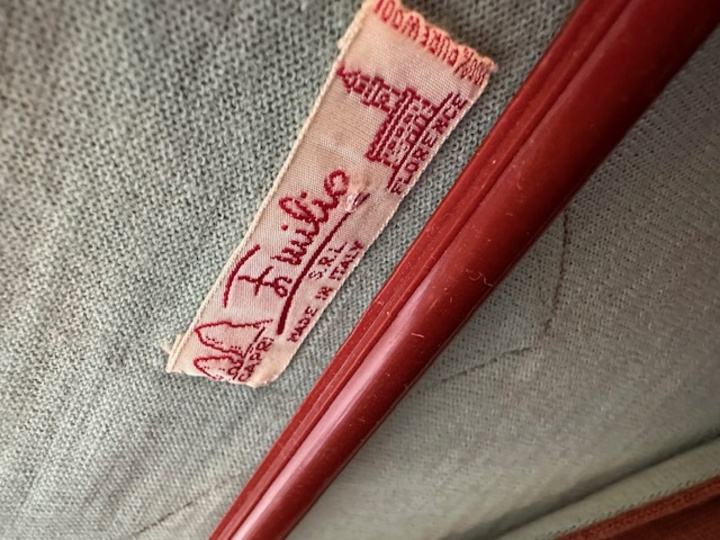 100% PURE WOOL
FLORENCE
Emilio
S.R.L.
MADE IN ITALY
CAPRI